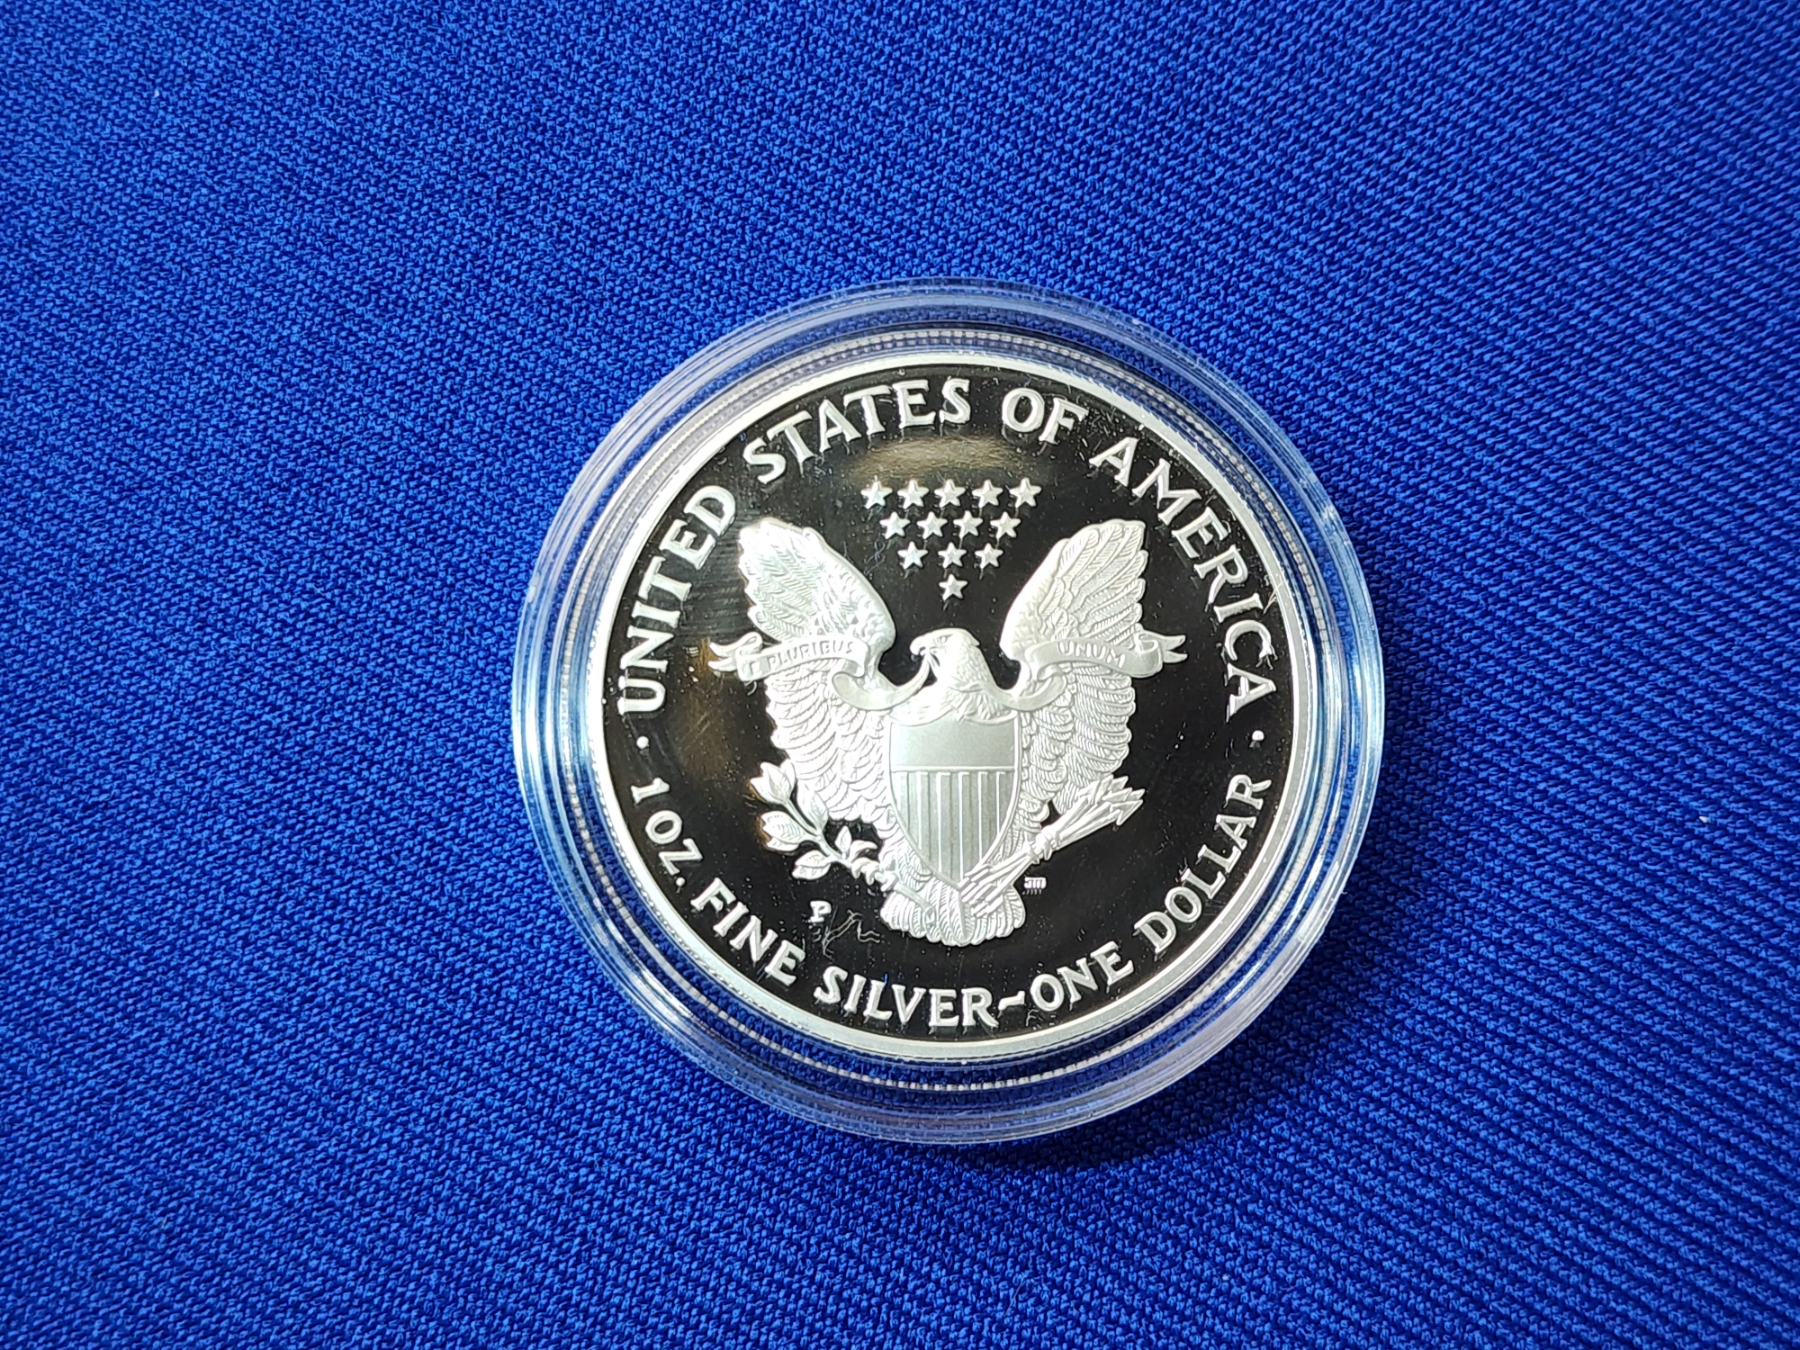 · UNITED STATES OF AMERICA ·
E PLURIBUS UNUM
P
1 OZ. FINE SILVER~ONE DOLLAR